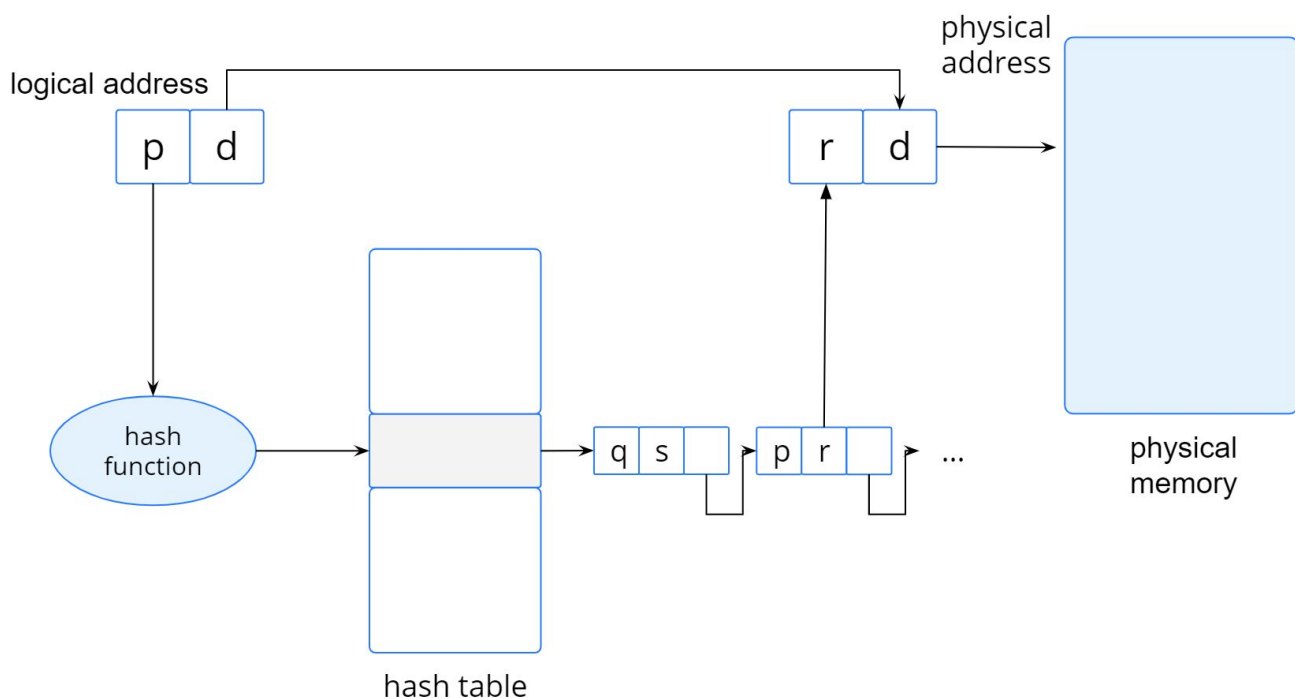 physical
address
logical address
p d
r d
hash
function
q s
p r
...
physical
memory
hash table